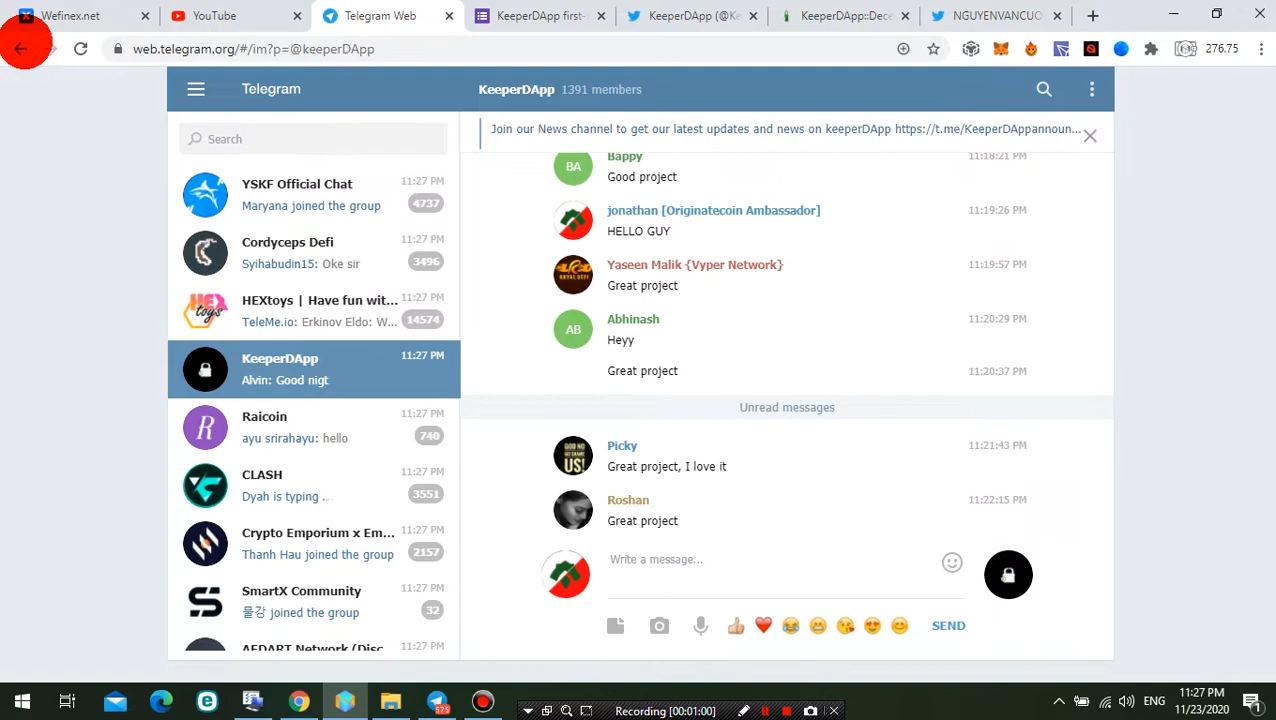 Wefinex.net
YouTube
Telegram Web
KeeperDApp first-
KeeperDApp
KeeperDApp::Dece
NGUYENVANCUO
web.telegram.org/#/im?p=@keeperDApp
276.75
Telegram
KeeperDApp 1391 members
Join our News channel to get our latest updates and news on keeperDApp https://t.me/KeeperDAppannoun...
Search
YSKF Official Chat 11:27 PM
Maryana joined the group 4737
Cordyceps Defi 11:27 PM
Syihabudin15: Oke sir 3496
HEXtoys | Have fun wit... 11:27 PM
TeleMe.io: Erkinov Eldo: W... 14574
KeeperDApp 11:27 PM
Alvin: Good nigt
Raicoin 11:27 PM
ayu srirahayu: hello 740
CLASH 11:27 PM
Dyah is typing ... 3551
Crypto Emporium x Em... 11:27 PM
Thanh Hau joined the group 2157
SmartX Community 11:27 PM
물강 joined the group 32
AEDART Network (Disc 11:27 PM
BA
Bappy 11:18:21 PM
Good project
jonathan [Originatecoin Ambassador] 11:19:26 PM
HELLO GUY
Yaseen Malik {Vyper Network} 11:19:57 PM
Great project
AB
Abhinash 11:20:29 PM
Heyy
Great project 11:20:37 PM
Unread messages
Picky 11:21:43 PM
Great project, I love it
Roshan 11:22:15 PM
Great project
Write a message...
SEND
575
Recording [00:01:00]
ENG
11:27 PM
11/23/2020
1